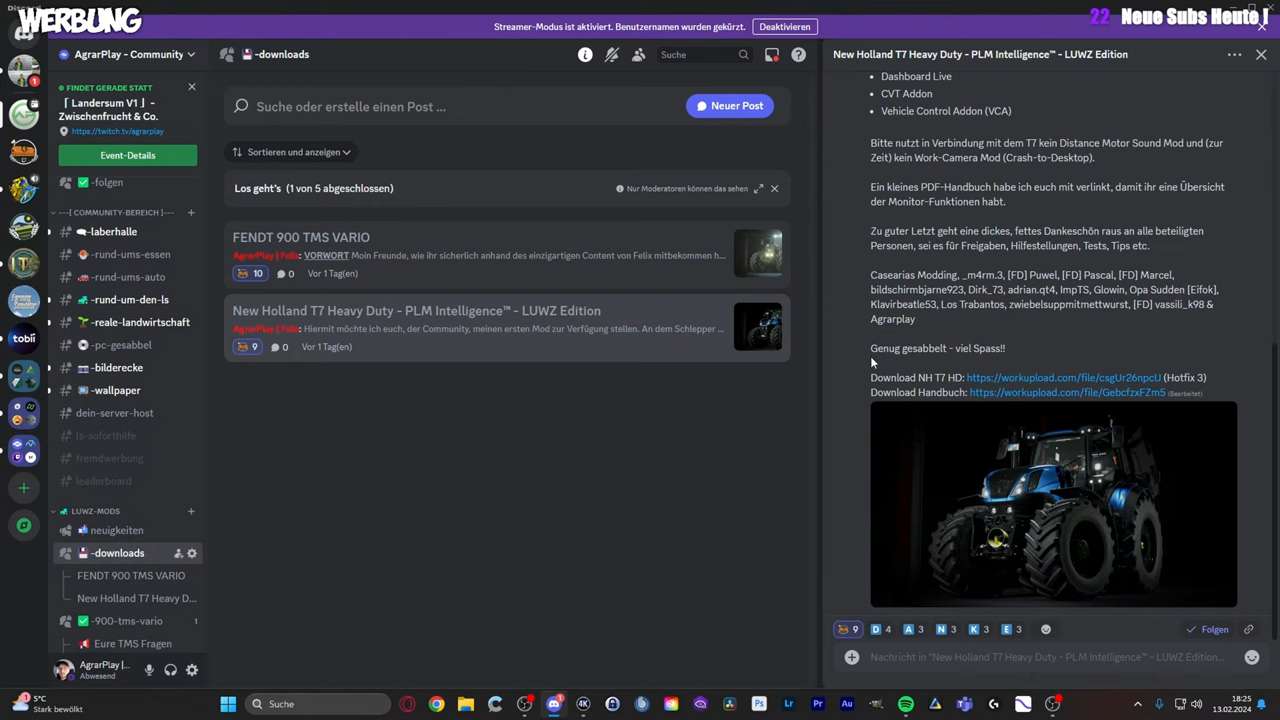 WERBUNG
Streamer-Modus ist aktiviert. Benutzernamen wurden gekürzt.
Deaktivieren
22 Neue Subs Heute !
AgrarPlay - Community
FINDET GERADE STATT
「 Landersum V1 」 -
Zwischenfrucht & Co.
https://twitch.tv/agrarplay
Event-Details
-folgen
---[ COMMUNITY-BEREICH ]---
-laberhalle
-rund-ums-essen
-rund-ums-auto
-rund-um-den-ls
-reale-landwirtschaft
-pc-gesabbel
-bilderecke
-wallpaper
dein-server-host
ls-soforthilfe
fremdwerbung
leaderboard
LUWZ-MODS
neuigkeiten
-downloads
FENDT 900 TMS VARIO
New Holland T7 Heavy D...
-900-tms-vario 1
Eure TMS Fragen
AgrarPlay |...
Abwesend
-downloads
Suche
Suche oder erstelle einen Post ...
Neuer Post
Sortieren und anzeigen
Los geht's (1 von 5 abgeschlossen)
Nur Moderatoren können das sehen
FENDT 900 TMS VARIO
AgrarPlay | Felix: VORWORT Moin Freunde, wie ihr sicherlich anhand des einzigartigen Content von Felix mitbekommen h...
10 0 Vor 1 Tag(en)
New Holland T7 Heavy Duty - PLM Intelligence™ - LUWZ Edition
AgrarPlay | Felix: Hiermit möchte ich euch, der Community, meinen ersten Mod zur Verfügung stellen. An dem Schlepper ...
9 0 Vor 1 Tag(en)
New Holland T7 Heavy Duty - PLM Intelligence™ - LUWZ Edition
Dashboard Live
CVT Addon
Vehicle Control Addon (VCA)
Bitte nutzt in Verbindung mit dem T7 kein Distance Motor Sound Mod und (zur
Zeit) kein Work-Camera Mod (Crash-to-Desktop).
Ein kleines PDF-Handbuch habe ich euch mit verlinkt, damit ihr eine Übersicht
der Monitor-Funktionen habt.
Zu guter Letzt geht eine dickes, fettes Dankeschön raus an alle beteiligten
Personen, sei es für Freigaben, Hilfestellungen, Tests, Tips etc.
Casearias Modding, _m4rm.3, [FD] Puwel, [FD] Pascal, [FD] Marcel,
bildschirmbjarne923, Dirk_73, adrian.qt4, ImpTS, Glowin, Opa Sudden [Eifok],
Klavirbeatle53, Los Trabantos, zwiebelsuppmitmettwurst, [FD] vassili_k98 &
Agrarplay
Genug gesabbelt - viel Spass!!
Download NH T7 HD: https://workupload.com/file/csgUr26npcU (Hotfix 3)
Download Handbuch: https://workupload.com/file/GebcfzxFZm5 (Bearbeitet)
9 D 4 A 3 N 3 K 3 E 3
Folgen
Nachricht in "New Holland T7 Heavy Duty - PLM Intelligence™ - LUWZ Edition...
5°C
Stark bewölkt
Suche
18:25
13.02.2024